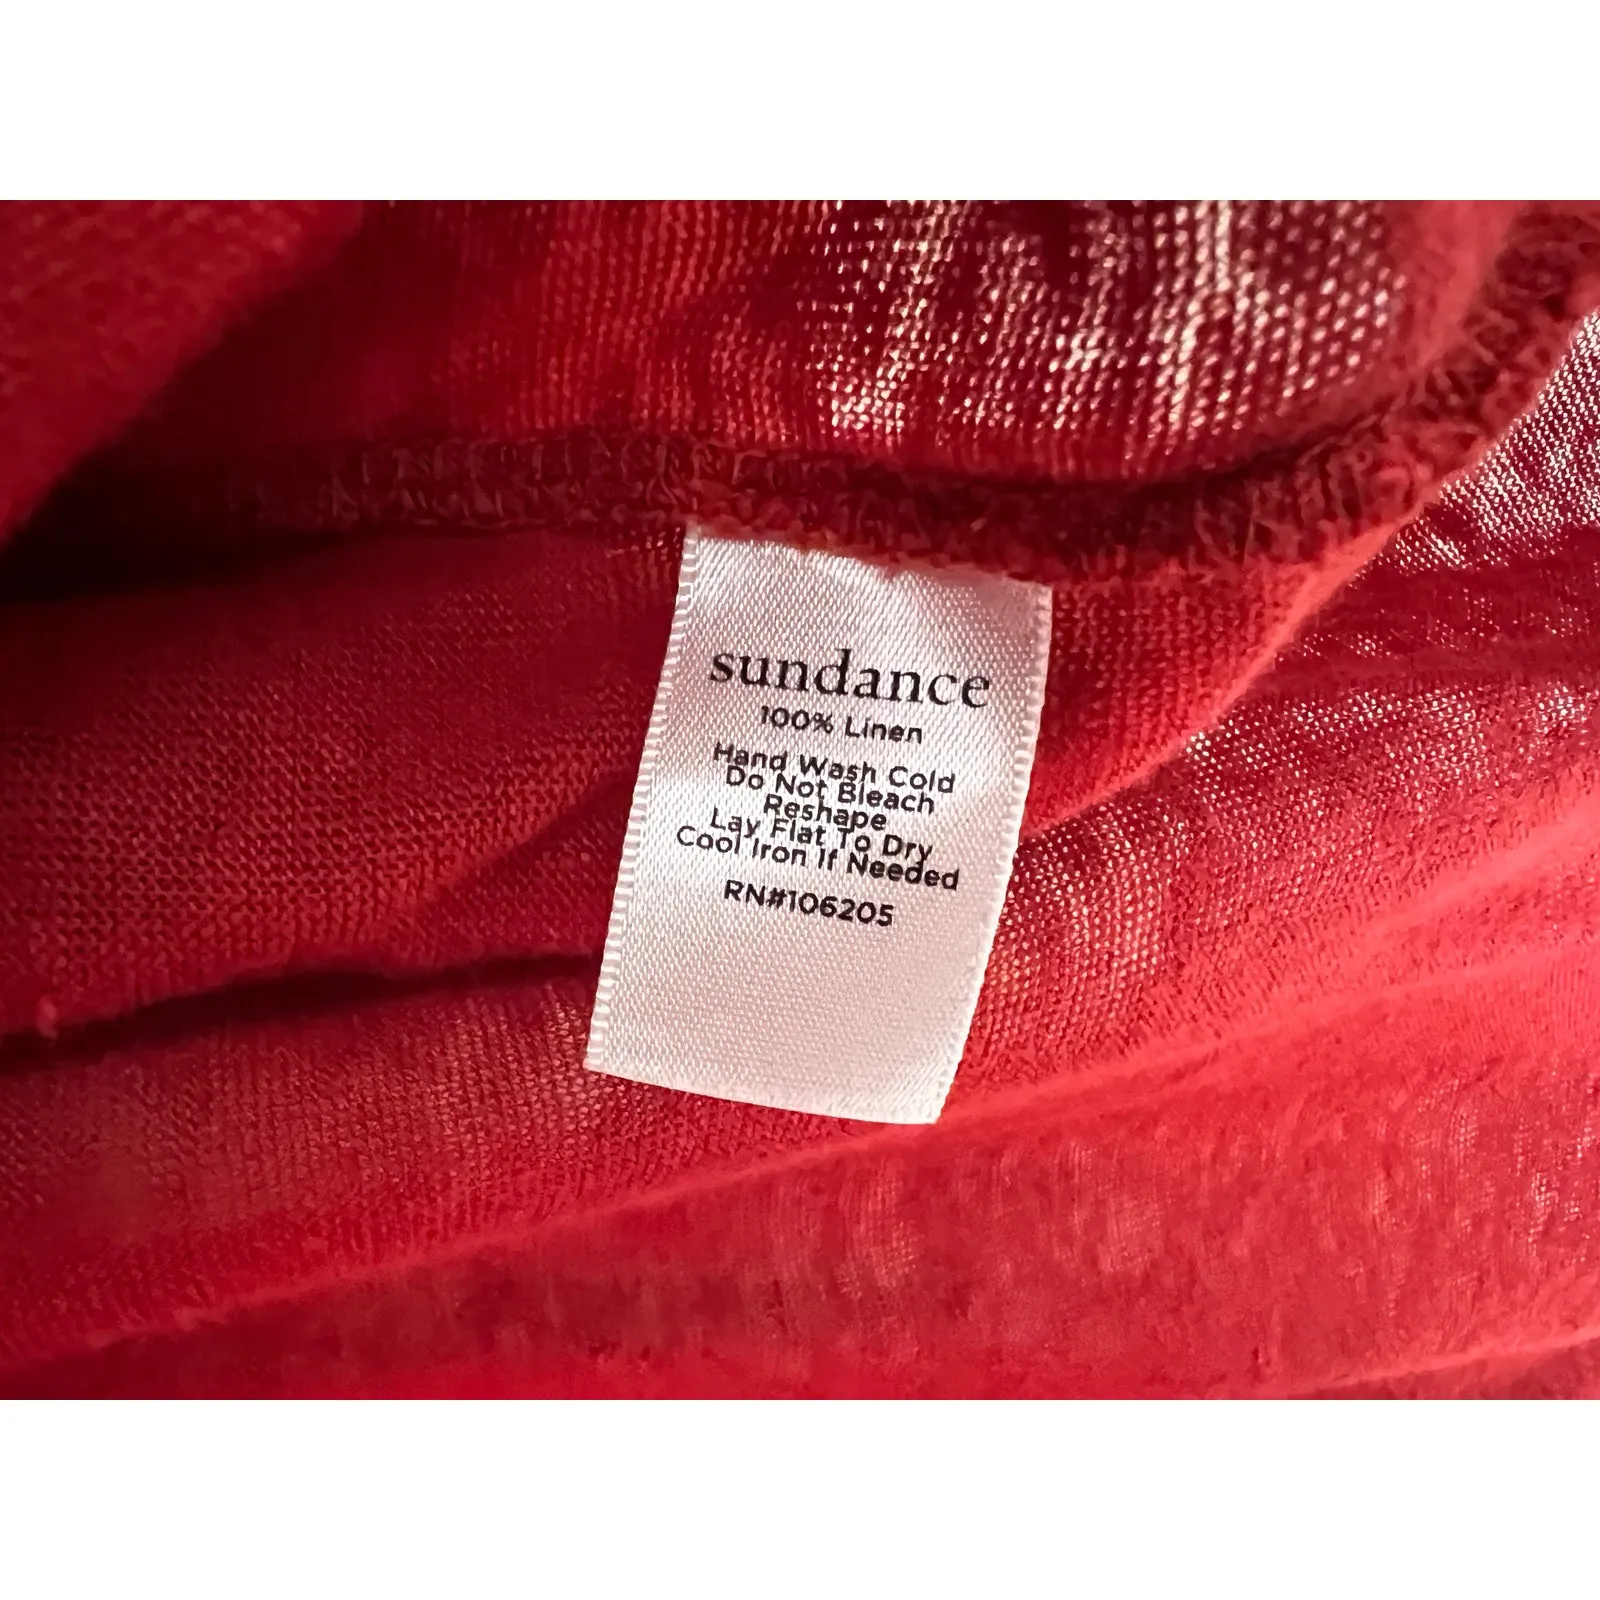 sundance
100% Linen
Hand Wash Cold
Do Not Bleach
Reshape
Lay Flat To Dry
Cool Iron If Needed
RN#106205